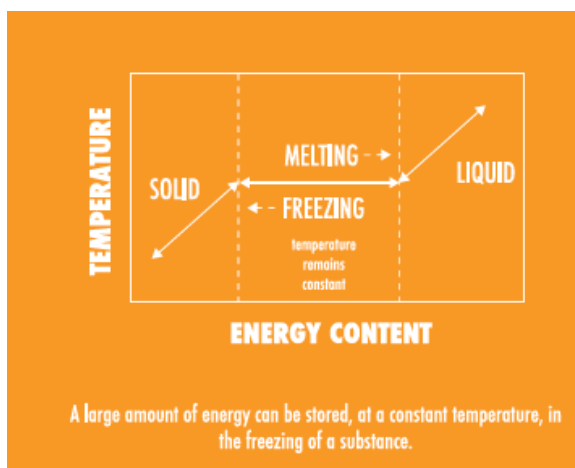 TEMPERATURE
SOLID
MELTING
FREEZING
temperature
remains
constant
LIQUID
ENERGY CONTENT
A large amount of energy can be stored, at a constant temperature, in
the freezing of a substance.